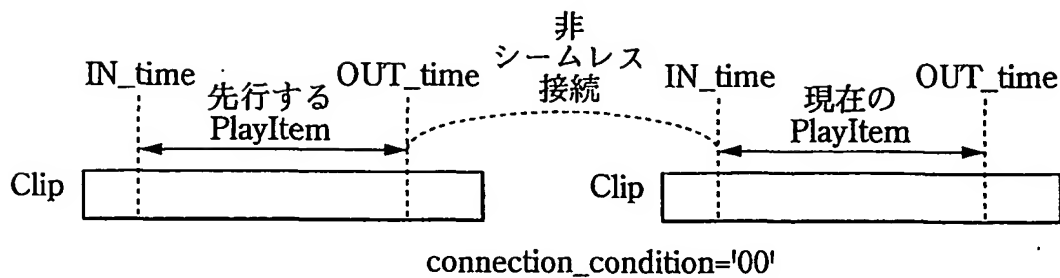 非
シームレス
接続
IN_time
OUT_time
IN_time
OUT_time
先行する
PlayItem
現在の
PlayItem
Clip
Clip
connection_condition='00'